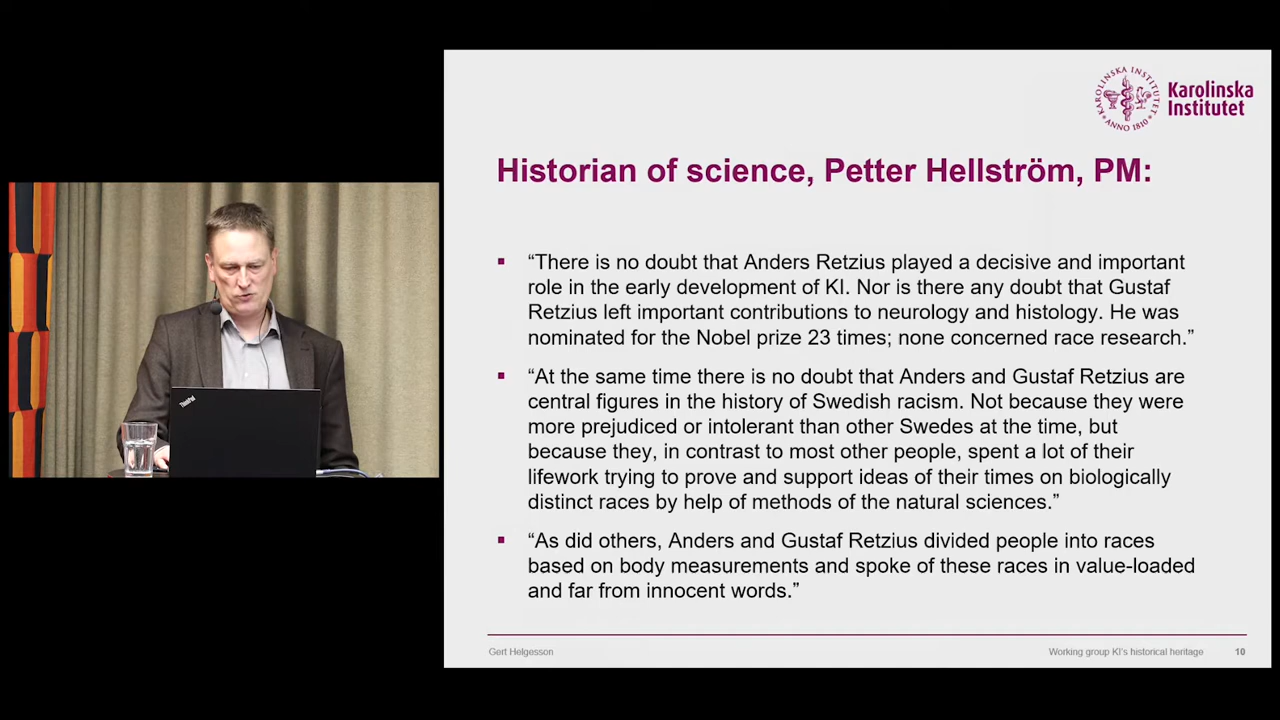 KAROLINSKA INSTITUTET
ANNO 1810
Karolinska
Institutet
Historian of science, Petter Hellström, PM:
“There is no doubt that Anders Retzius played a decisive and important
role in the early development of KI. Nor is there any doubt that Gustaf
Retzius left important contributions to neurology and histology. He was
nominated for the Nobel prize 23 times; none concerned race research.”
“At the same time there is no doubt that Anders and Gustaf Retzius are
central figures in the history of Swedish racism. Not because they were
more prejudiced or intolerant than other Swedes at the time, but
because they, in contrast to most other people, spent a lot of their
lifework trying to prove and support ideas of their times on biologically
distinct races by help of methods of the natural sciences.”
“As did others, Anders and Gustaf Retzius divided people into races
based on body measurements and spoke of these races in value-loaded
and far from innocent words.”
Gert Helgesson
Working group KI’s historical heritage
10
ThinkPad